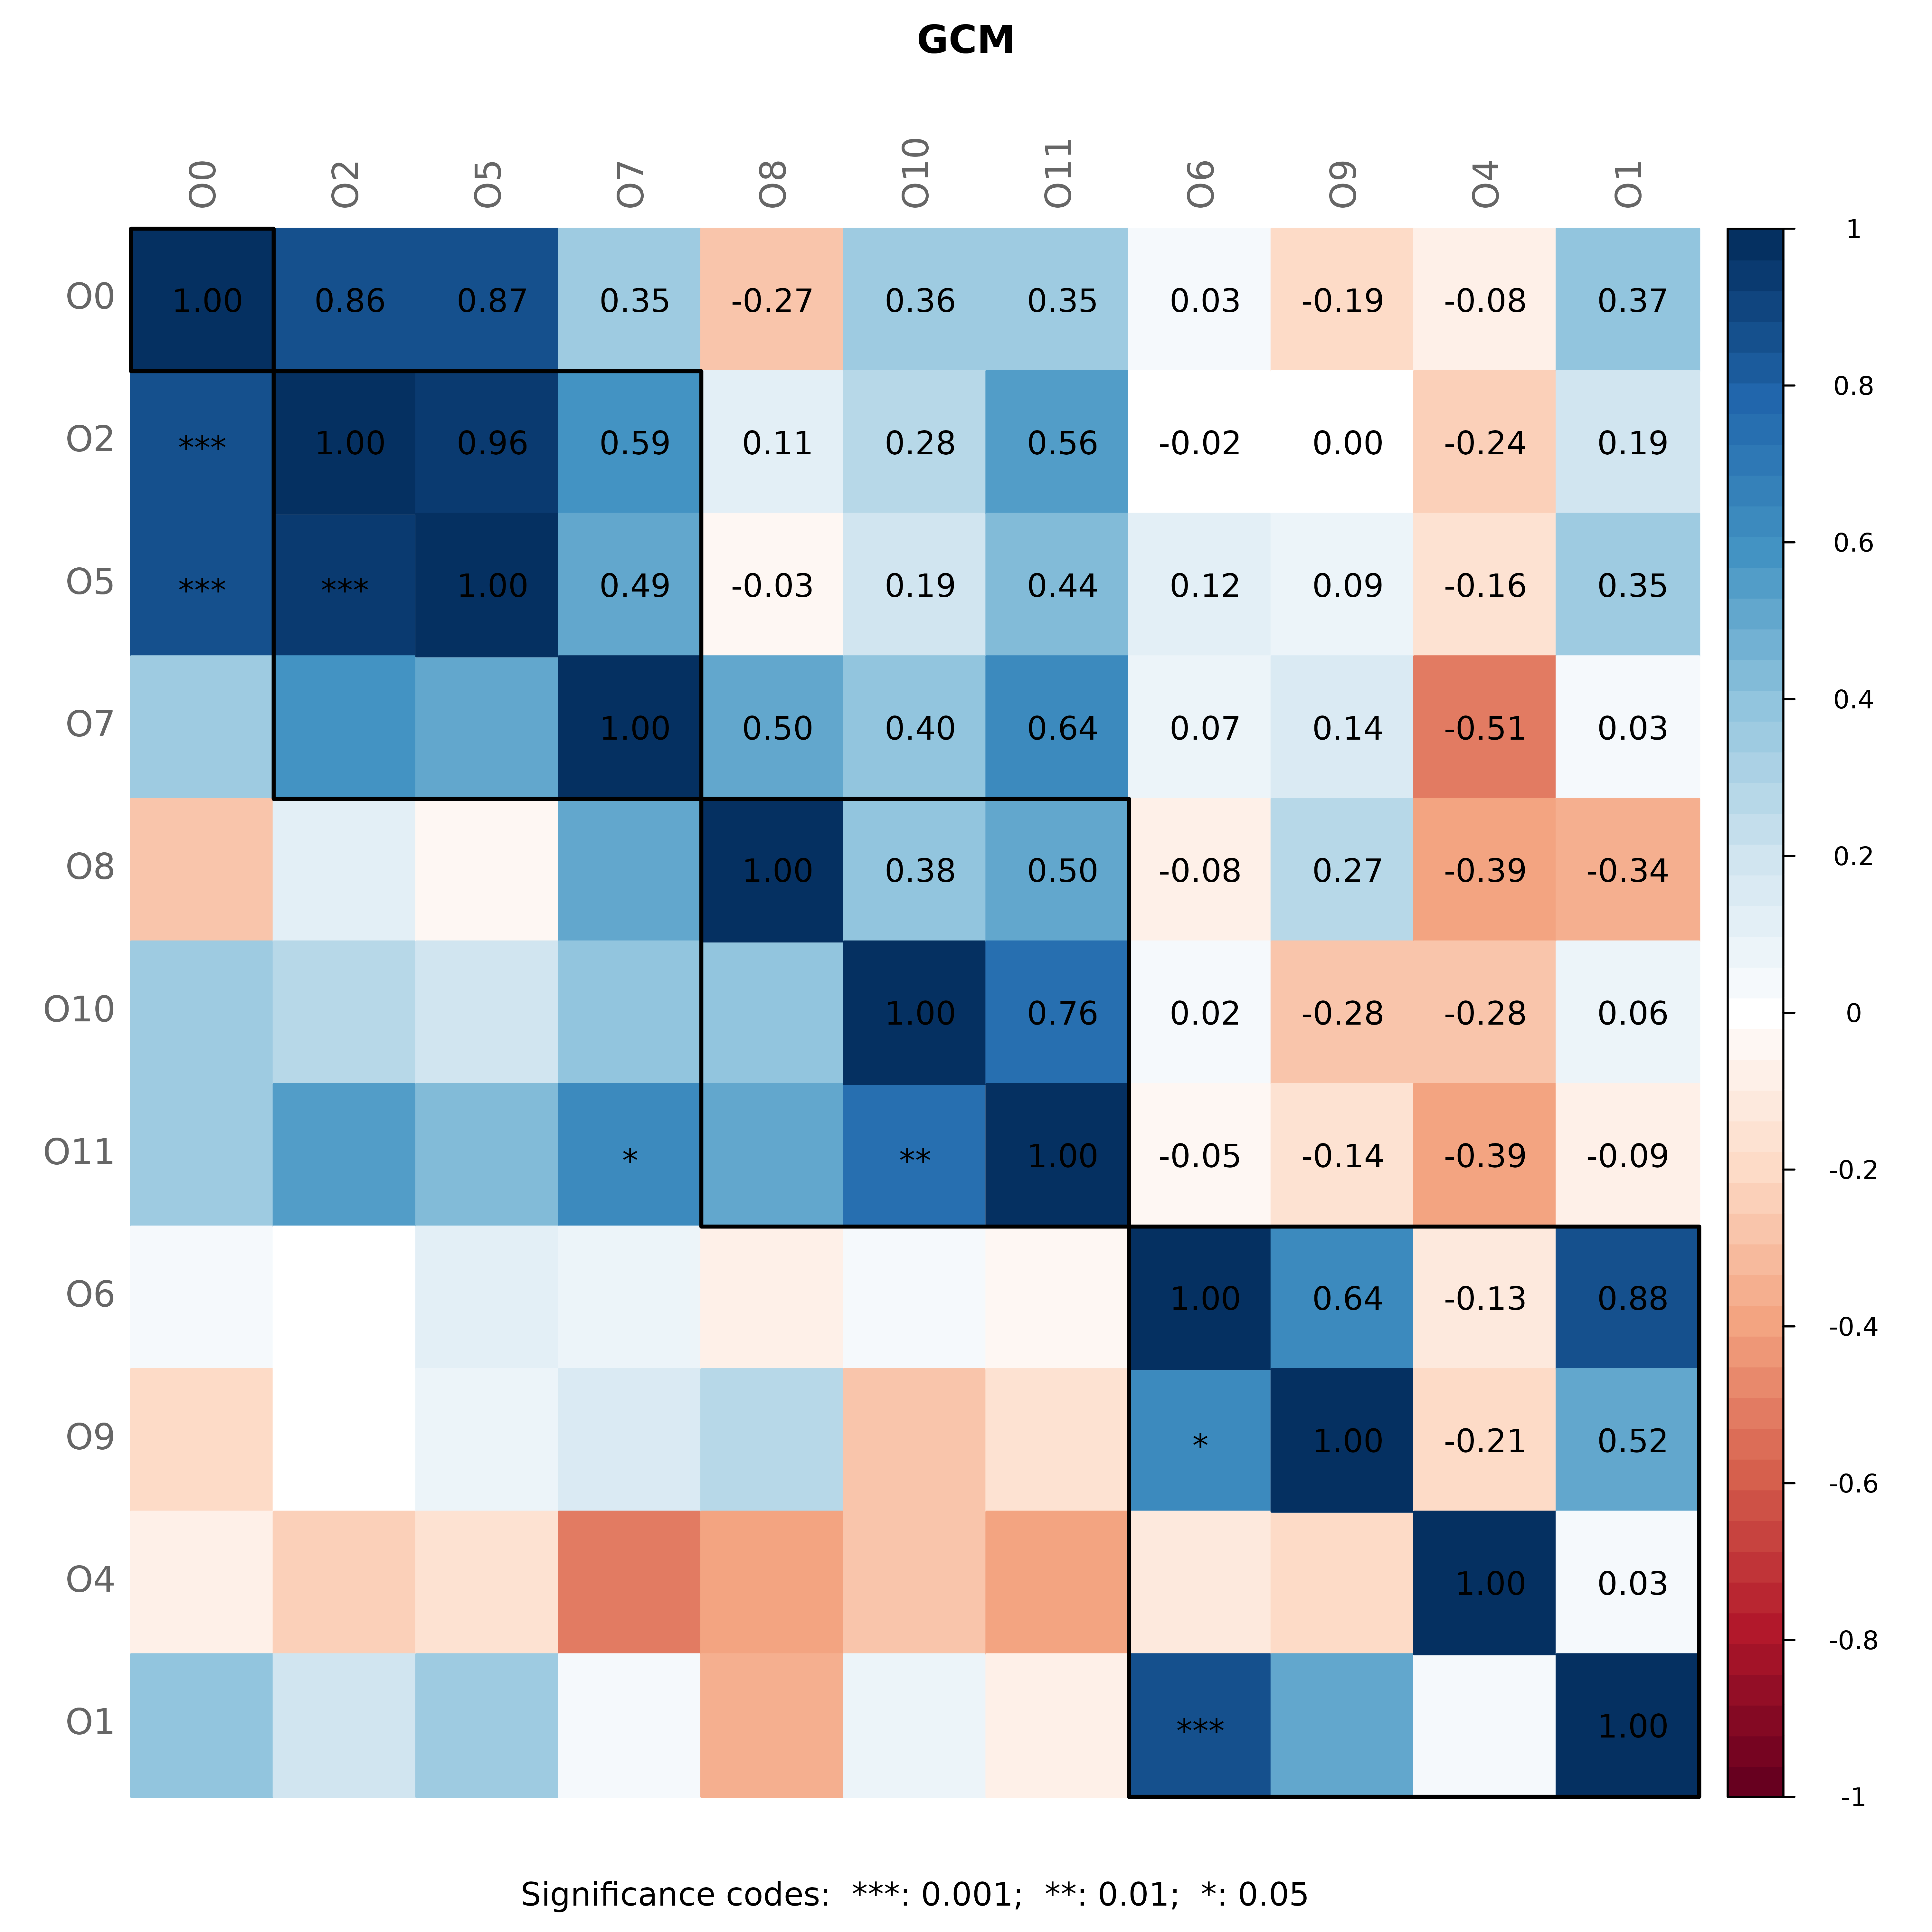 GCM
O0 O2 O5 O7 O8 O10 O11 O6 O9 O4 O1
O0 1.00 0.86 0.87 0.35 -0.27 0.36 0.35 0.03 -0.19 -0.08 0.37
O2 *** 1.00 0.96 0.59 0.11 0.28 0.56 -0.02 0.00 -0.24 0.19
O5 *** *** 1.00 0.49 -0.03 0.19 0.44 0.12 0.09 -0.16 0.35
O7 1.00 0.50 0.40 0.64 0.07 0.14 -0.51 0.03
O8 1.00 0.38 0.50 -0.08 0.27 -0.39 -0.34
O10 1.00 0.76 0.02 -0.28 -0.28 0.06
O11 * ** 1.00 -0.05 -0.14 -0.39 -0.09
O6 1.00 0.64 -0.13 0.88
O9 * 1.00 -0.21 0.52
O4 1.00 0.03
O1 *** 1.00
1
0.8
0.6
0.4
0.2
0
-0.2
-0.4
-0.6
-0.8
-1
Significance codes: ***: 0.001; **: 0.01; *: 0.05